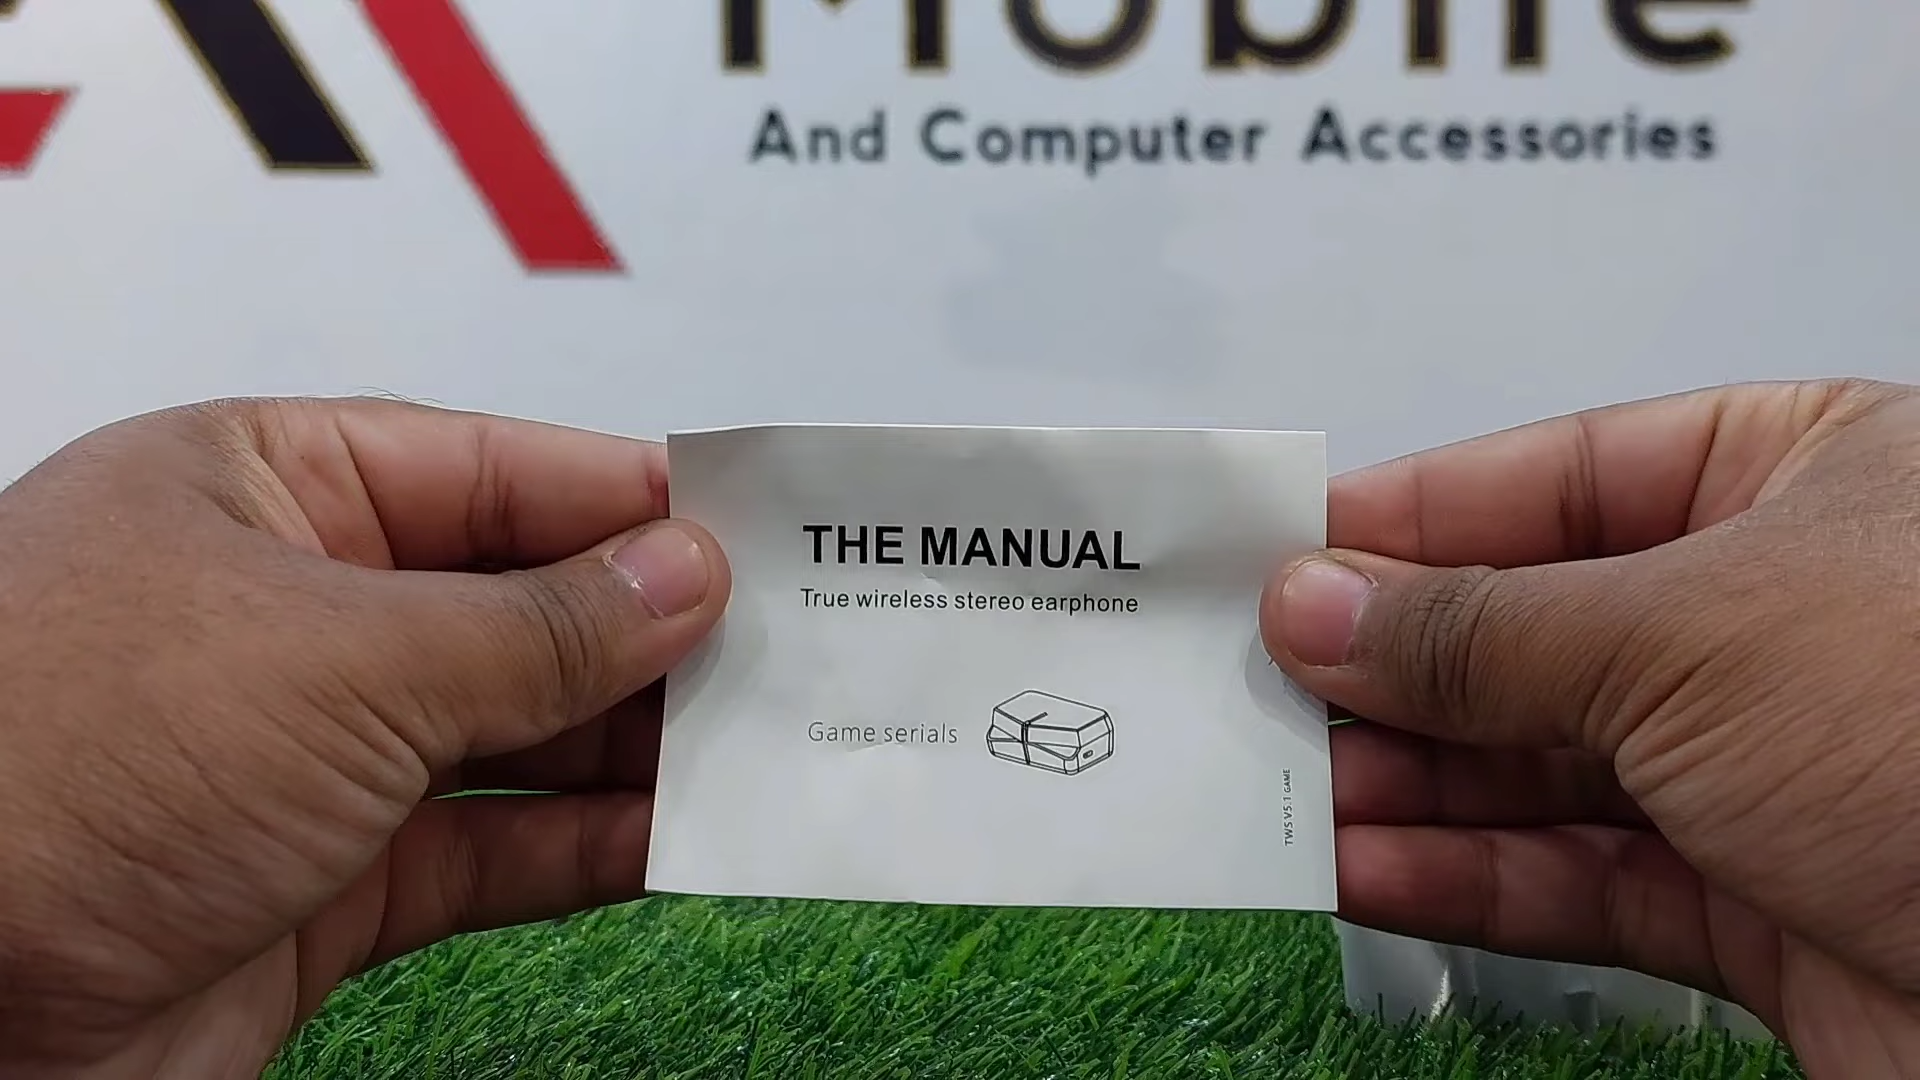 Mobile
And Computer Accessories
THE MANUAL
True wireless stereo earphone
Game serials
TWS V5.1 GAME